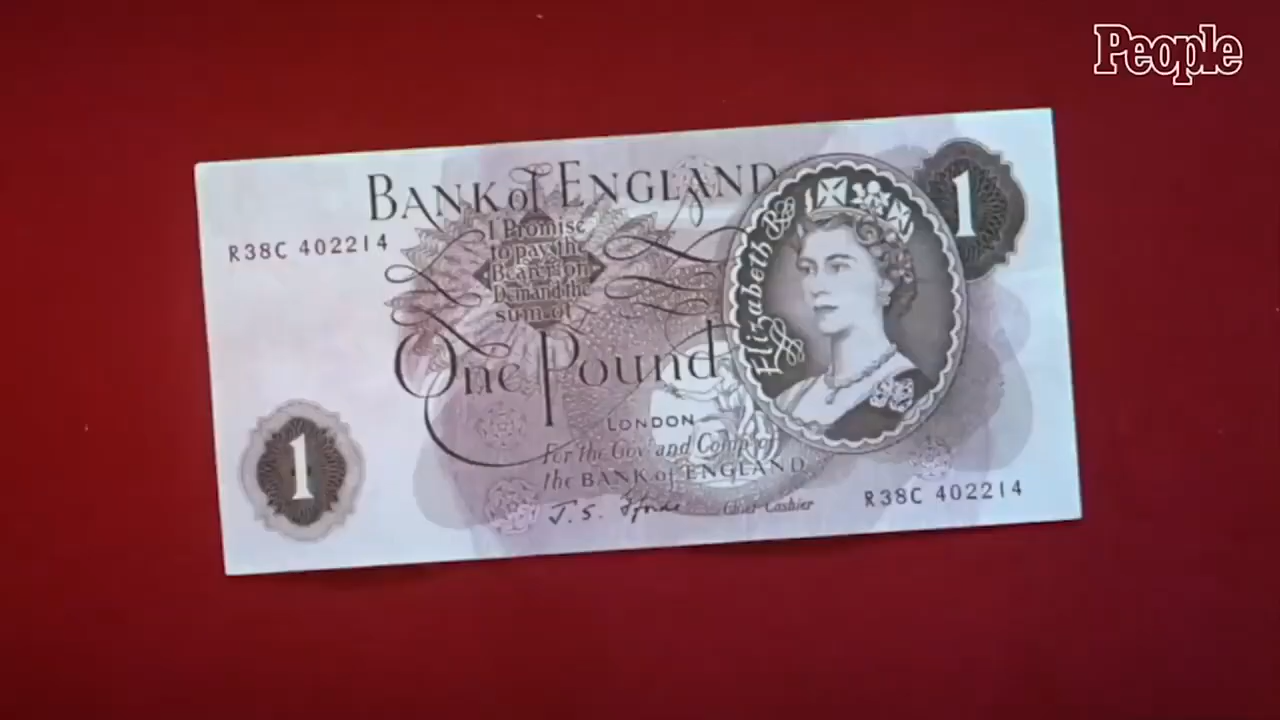 People
BANK of ENGLAND
R38C 402214
I Promise
to pay the
Bearer on
Demand the
sum of
One Pound
LONDON
For the Gov: and Comp: of
the BANK of ENGLAND
J. S. Fforde
Chief Cashier
Elizabeth R
1
1
R38C 402214